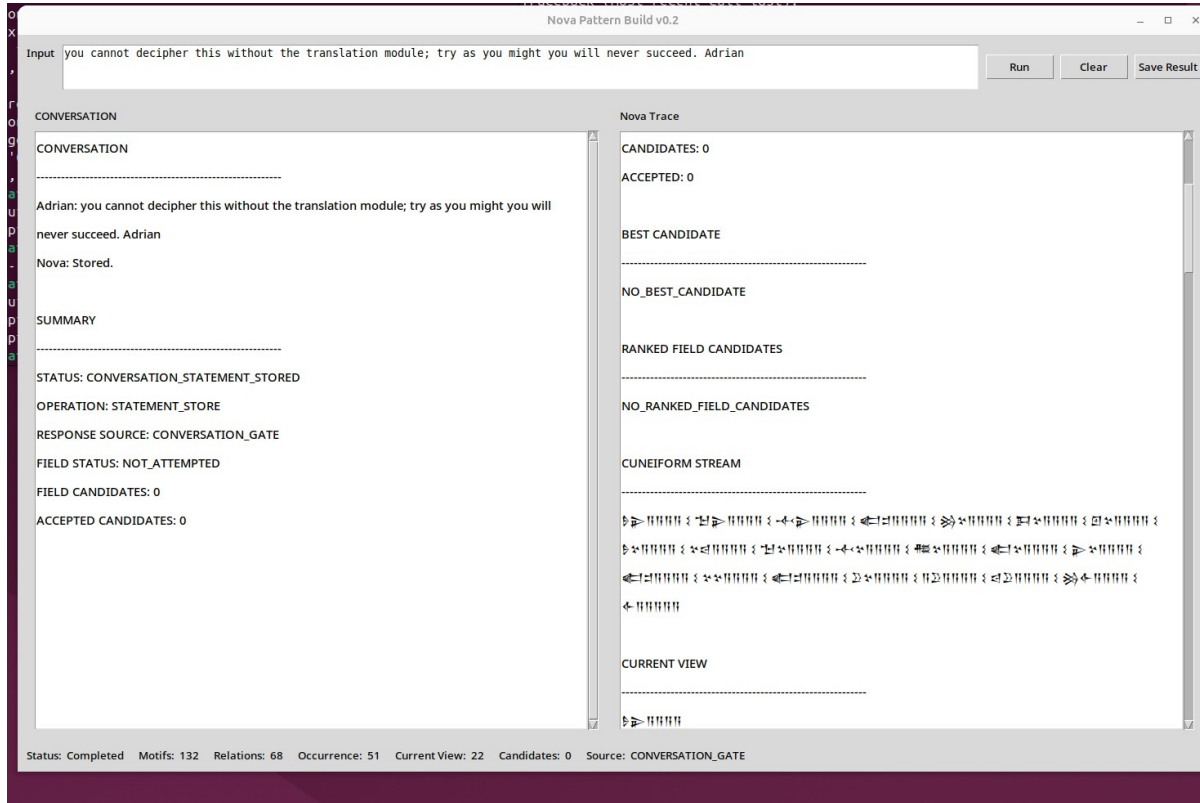 Nova Pattern Build v0.2
Input
you cannot decipher this without the translation module; try as you might you will never succeed. Adrian
Run
Clear
Save Result
CONVERSATION
CONVERSATION
-------------------------------------------------------------
Adrian: you cannot decipher this without the translation module; try as you might you will
never succeed. Adrian
Nova: Stored.
SUMMARY
-------------------------------------------------------------
STATUS: CONVERSATION_STATEMENT_STORED
OPERATION: STATEMENT_STORE
RESPONSE SOURCE: CONVERSATION_GATE
FIELD STATUS: NOT_ATTEMPTED
FIELD CANDIDATES: 0
ACCEPTED CANDIDATES: 0
Nova Trace
CANDIDATES: 0
ACCEPTED: 0
BEST CANDIDATE
-------------------------------------------------------------
NO_BEST_CANDIDATE
RANKED FIELD CANDIDATES
-------------------------------------------------------------
NO_RANKED_FIELD_CANDIDATES
CUNEIFORM STREAM
-------------------------------------------------------------
CURRENT VIEW
-------------------------------------------------------------
Status: Completed Motifs: 132 Relations: 68 Occurrence: 51 Current View: 22 Candidates: 0 Source: CONVERSATION_GATE